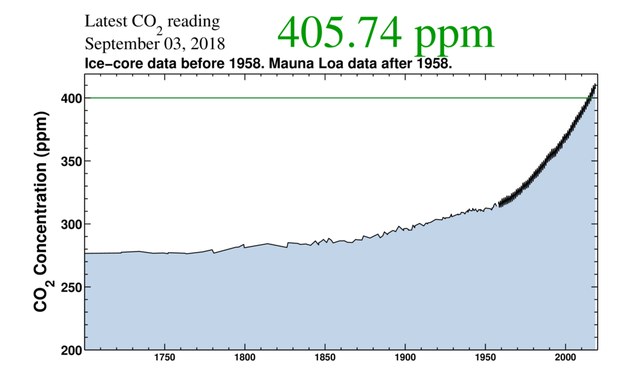 Latest CO2 reading
September 03, 2018
405.74 ppm
Ice-core data before 1958. Mauna Loa data after 1958.
CO2 Concentration (ppm)
400
350
300
250
200
1750
1800
1850
1900
1950
2000